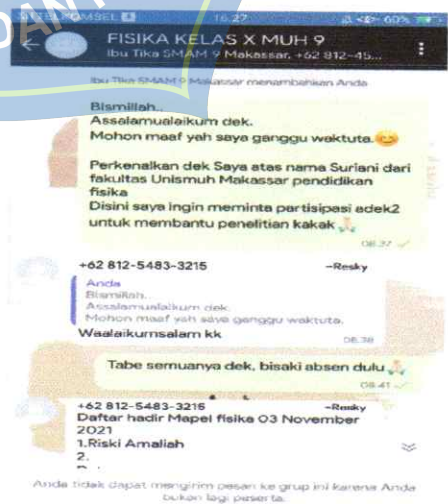 TELKOMSEL 16.27 60%
FISIKA KELAS X MUH 9
Ibu Tika SMAM 9 Makassar, +62 812-45...
Ibu Tika SMAM 9 Makassar menambahkan Anda
Bismillah..
Assalamualaikum dek.
Mohon maaf yah saya ganggu waktuta.😊
Perkenalkan dek Saya atas nama Suriani dari
fakultas Unismuh Makassar pendidikan
fisika
Disini saya ingin meminta partisipasi adek2
untuk membantu penelitian kakak 🙏
08.37
+62 812-5483-3215 ~Resky
Anda
Bismillah..
Assalamualaikum dek.
Mohon maaf yah saya ganggu waktuta.
Waalaikumsalam kk
08.38
Tabe semuanya dek, bisaki absen dulu 🙏
08.41
+62 812-5483-3215 ~Resky
Daftar hadir Mapel fisika 03 November
2021
1.Riski Amaliah
2.
Anda tidak dapat mengirim pesan ke grup ini karena Anda
bukan lagi peserta.